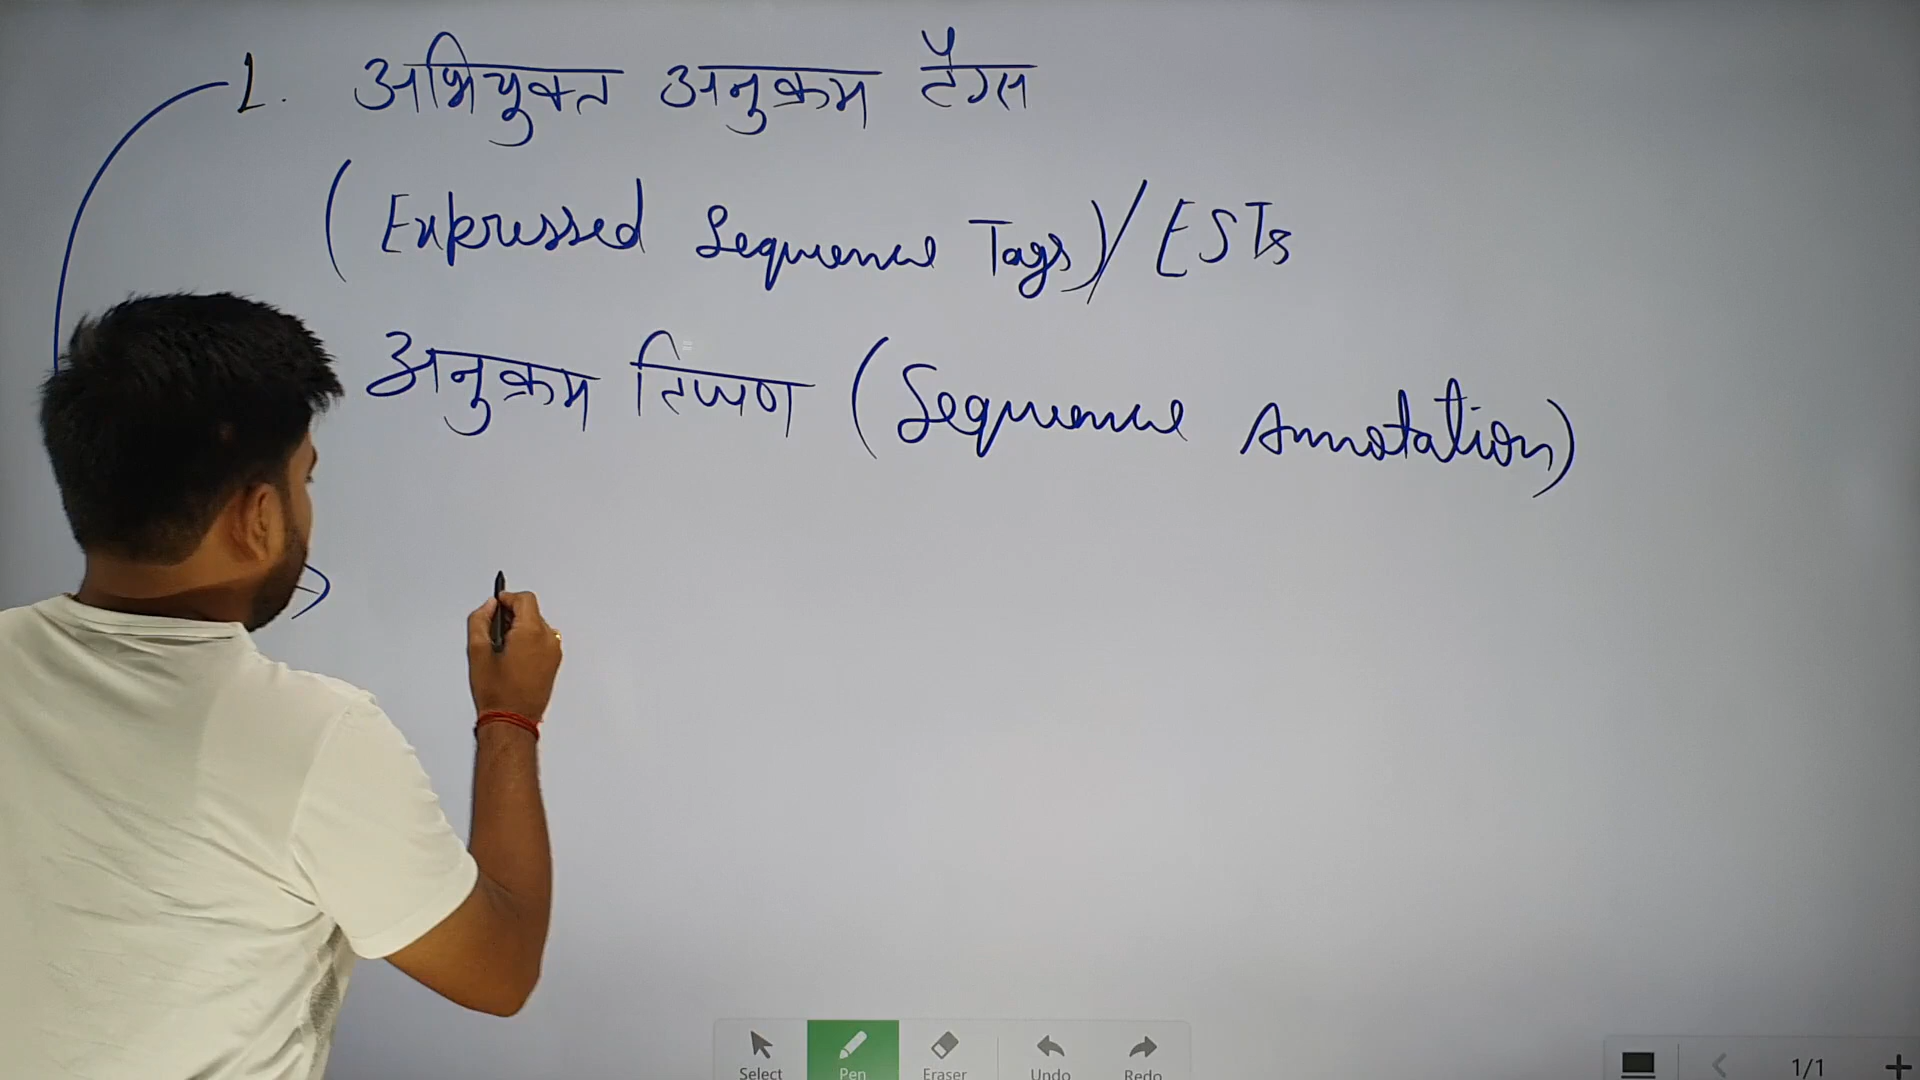 1. अभियुक्त अनुक्रम टैग्स
(Expressed Sequence Tags)/ESTs
अनुक्रम टिप्पण (Sequence Annotation)
Select Pen Eraser Undo Redo 1/1